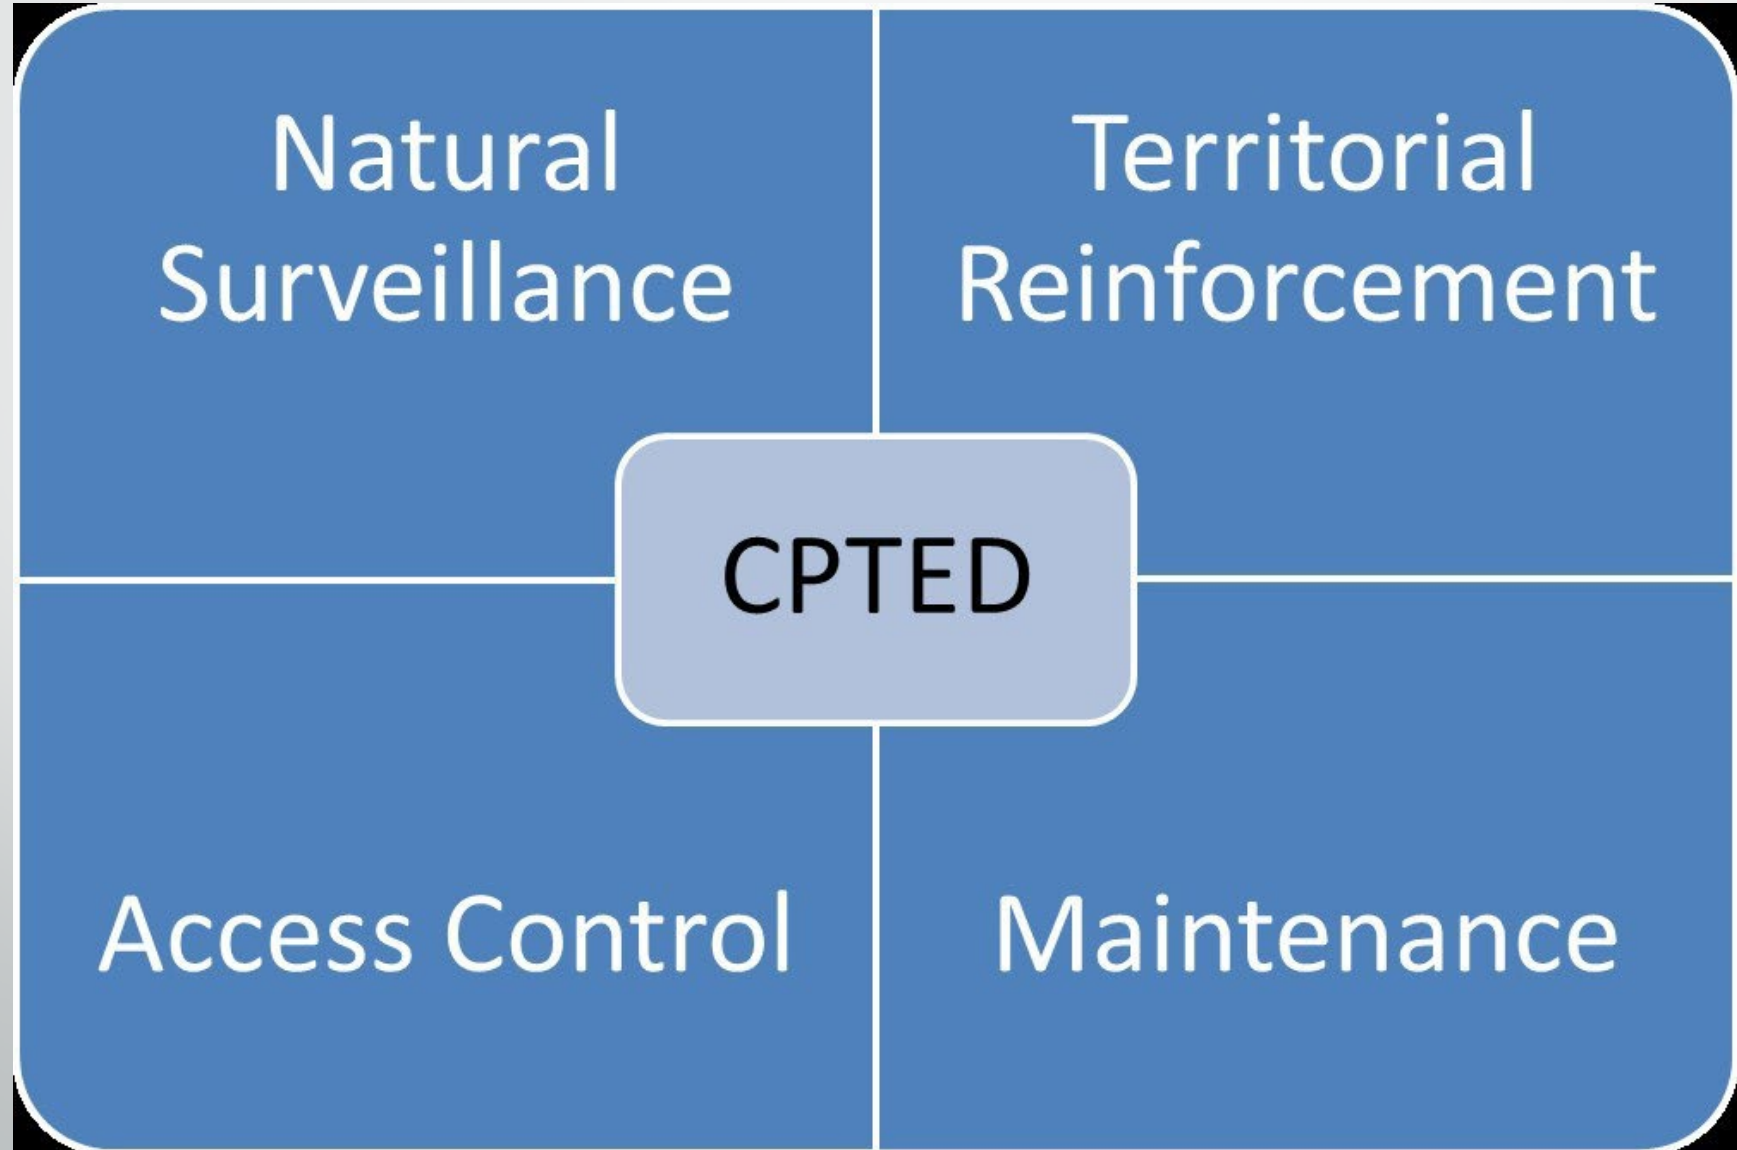 Natural
Surveillance
Territorial
Reinforcement
CPTED
Access Control
Maintenance